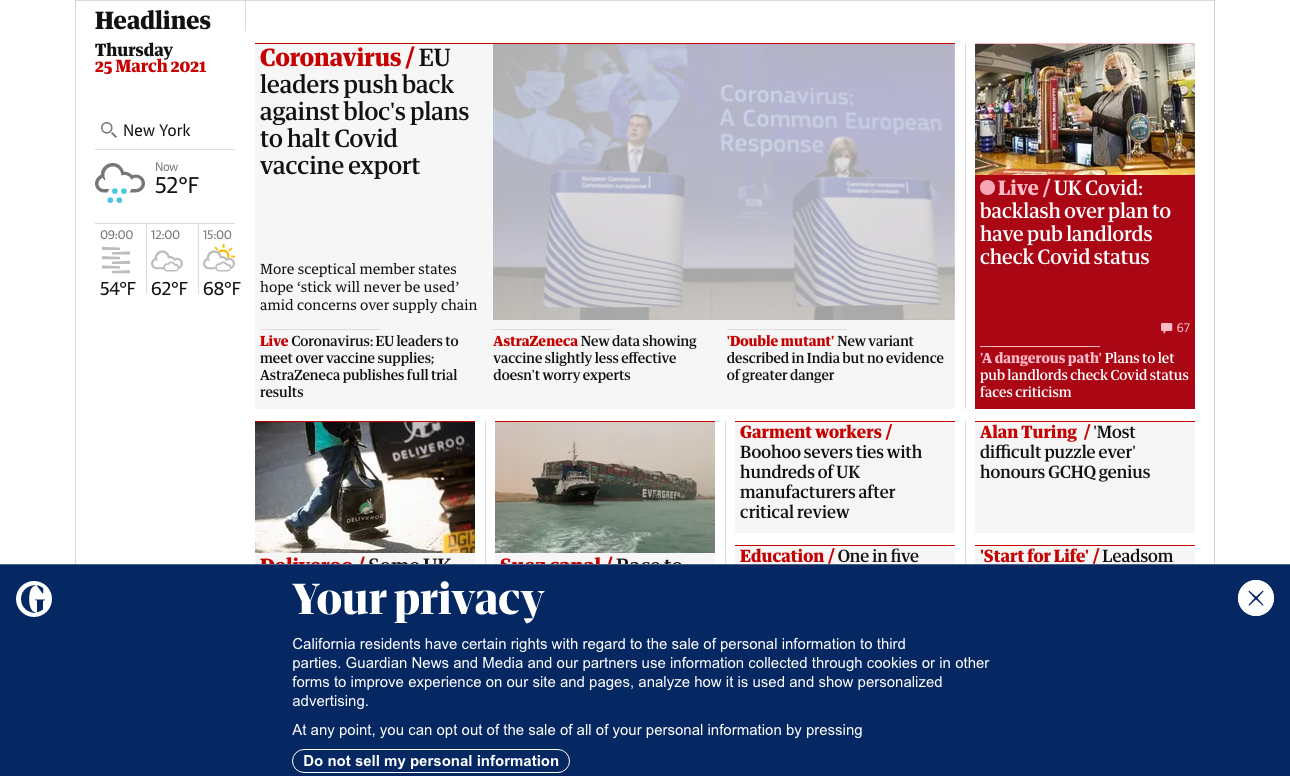 Headlines
Thursday
25 March 2021
New York
Now
52°F
09:00 12:00 15:00
54°F 62°F 68°F
Coronavirus / EU
leaders push back
against bloc's plans
to halt Covid
vaccine export
More sceptical member states
hope ‘stick will never be used’
amid concerns over supply chain
Coronavirus:
A Common European
Response
European Commission
Commission européenne
European Commission
Commission européenne
Live Coronavirus: EU leaders to
meet over vaccine supplies;
AstraZeneca publishes full trial
results
AstraZeneca New data showing
vaccine slightly less effective
doesn't worry experts
'Double mutant' New variant
described in India but no evidence
of greater danger
Live / UK Covid:
backlash over plan to
have pub landlords
check Covid status
67
'A dangerous path' Plans to let
pub landlords check Covid status
faces criticism
DELIVEROO
DELIVEROO
EVERGREEN
Garment workers /
Boohoo severs ties with
hundreds of UK
manufacturers after
critical review
Alan Turing / 'Most
difficult puzzle ever'
honours GCHQ genius
Deliveroo / Some UK
Suez canal / Race to
Education / One in five
'Start for Life' / Leadsom
G
Your privacy
California residents have certain rights with regard to the sale of personal information to third
parties. Guardian News and Media and our partners use information collected through cookies or in other
forms to improve experience on our site and pages, analyze how it is used and show personalized
advertising.
At any point, you can opt out of the sale of all of your personal information by pressing
Do not sell my personal information